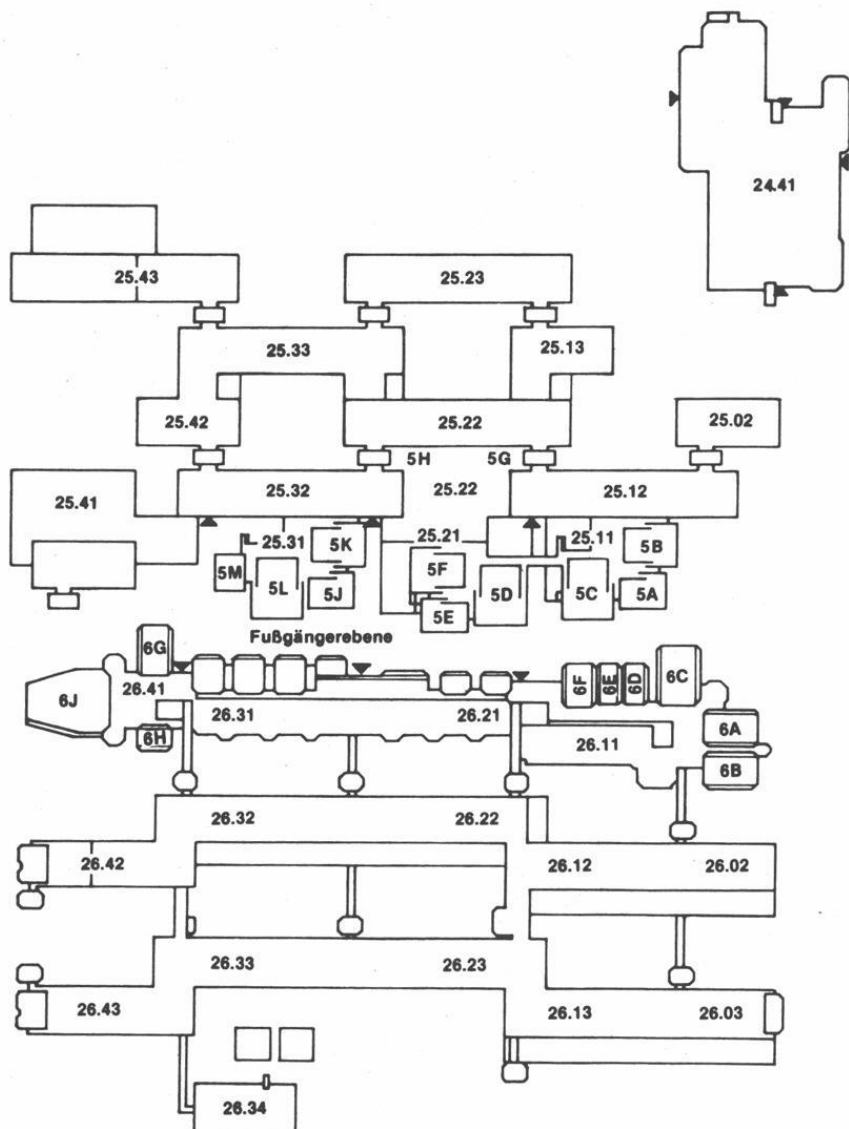 24.41
25.43
25.23
25.33
25.13
25.42
25.22
25.02
5H
5G
25.41
25.32
25.22
25.12
25.31
5K
25.21
25.11
5B
5M
5L
5J
5F
5D
5E
5C
5A
Fußgängerebene
6G
6J
26.41
6H
26.31
26.21
6F
6E
6D
6C
6A
26.11
6B
26.32
26.22
26.42
26.12
26.02
26.33
26.23
26.43
26.13
26.03
26.34